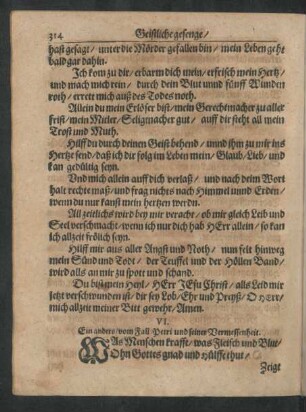 314 Geistliche gesenge/
hast gesagt/ unter die Mörder gefallen bin/ mein Leben geht
bald gar dahin.
Ich kom zu dir/ erbarm dich mein/ erfrisch mein Hertz/
und mach mich rein/ durch dein Blut unnd fünff Wunden
roth/ errett mich auß des Todes noth.
Allein du mein Erlöser bist/ mein Gerechtmacher zu aller
frist/ mein Mitler/ Seligmacher gut/ auff dir steht all mein
Trost und Muth.
Hilff du durch deinen Geist behend/ unnd ihm zu mir ins
Hertze send/ daß ich dir folg im Leben mein/ Glaub/ Lieb/ und
kan gedültig seyn.
Und mich allein auff dich verlaß/ und nach deim Wort
halt rechte maß/ und frag nichts nach Himmel unnd Erden/
wenn du nur kanst mein hertzen werdn.
All zeitlichs wird bey mir veracht/ ob mir gleich Leib und
Seel verschmacht/ wenn ich nur dich hab HErr allein/ so kan
ich allzeit frölich seyn.
Hilff mir aus aller Angst und Noth/ nun felt hinweg
mein Sünd und Todt/ der Teuffel und der Höllen Band/
wird alls an mir zu spott und schand.
Du bist mein Heyl/ HErr JEsu Christ/ alls Leid mir
jetzt verschwunden ist/ dir sey Lob/ Ehr und Preyß/ O HErr/
mich allzeit meiner Bitt gewehr/ Amen.
VI.
Ein anders/ vom Fall Petri und seiner Vermessenheit.
WAs Menschen krafft/ was Fleisch und Blut/
Ohn Gottes gnad und hülffe thut/
Zeigt